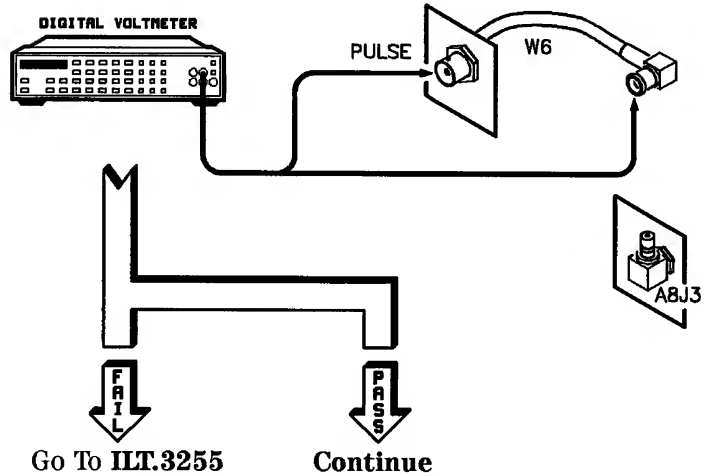 DIGITAL VOLTMETER
PULSE
W6
A8J3
FAIL
PASS
Go To ILT.3255
Continue